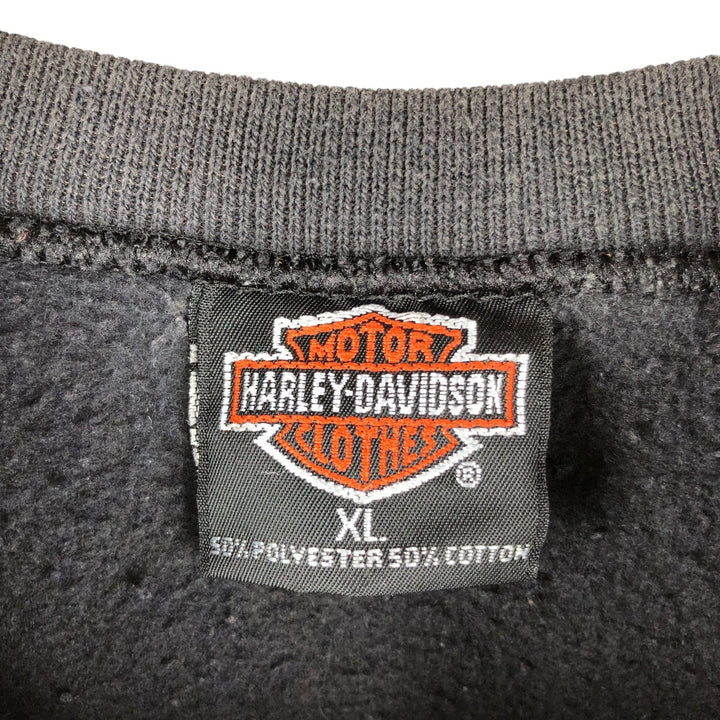 MOTOR
HARLEY-DAVIDSON
CLOTHES
®
XL.
50% POLYESTER 50% COTTON